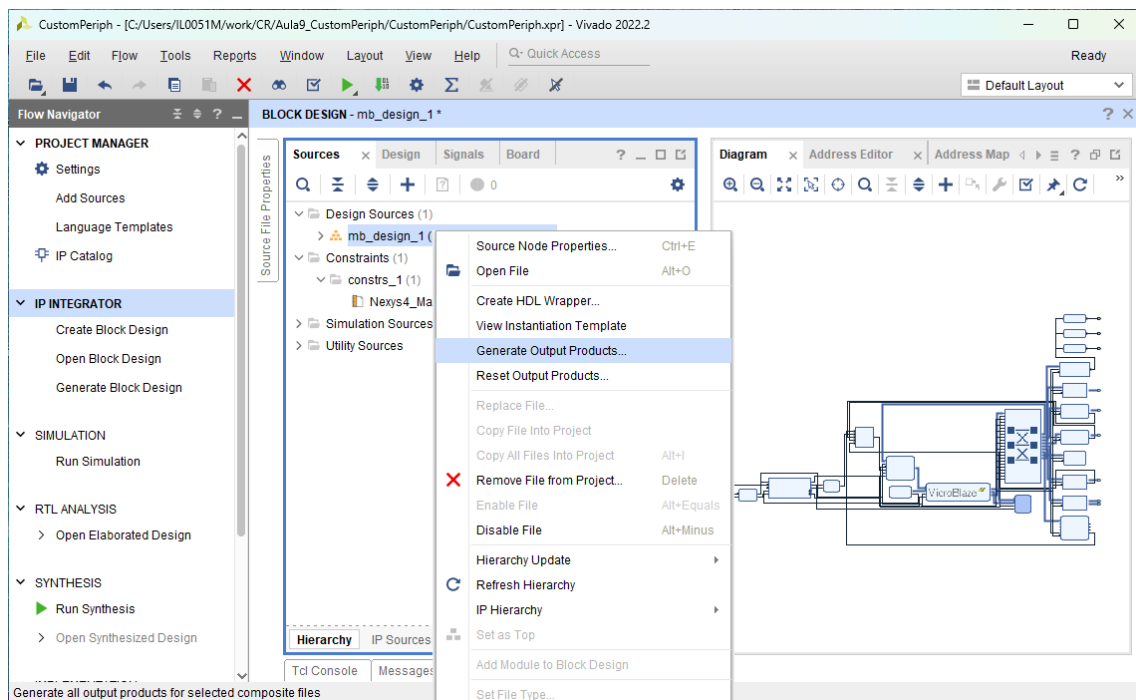 CustomPeriph - [C:/Users/IL0051M/work/CR/Aula9_CustomPeriph/CustomPeriph/CustomPeriph.xpr] - Vivado 2022.2
File Edit Flow Tools Reports Window Layout View Help Q- Quick Access Ready
Default Layout
Flow Navigator
PROJECT MANAGER
Settings
Add Sources
Language Templates
IP Catalog
IP INTEGRATOR
Create Block Design
Open Block Design
Generate Block Design
SIMULATION
Run Simulation
RTL ANALYSIS
Open Elaborated Design
SYNTHESIS
Run Synthesis
Open Synthesized Design
BLOCK DESIGN - mb_design_1 *
Source File Properties
Sources Design Signals Board
0
Design Sources (1)
mb_design_1 (
Constraints (1)
constrs_1 (1)
Nexys4_Ma
Simulation Sources
Utility Sources
Hierarchy IP Sources
Tcl Console Messages
Source Node Properties... Ctrl+E
Open File Alt+O
Create HDL Wrapper...
View Instantiation Template
Generate Output Products...
Reset Output Products...
Replace File...
Copy File Into Project
Copy All Files Into Project Alt+I
Remove File from Project... Delete
Enable File Alt+Equals
Disable File Alt+Minus
Hierarchy Update
Refresh Hierarchy
IP Hierarchy
Set as Top
Add Module to Block Design
Set File Type...
Diagram Address Editor Address Map
Generate all output products for selected composite files